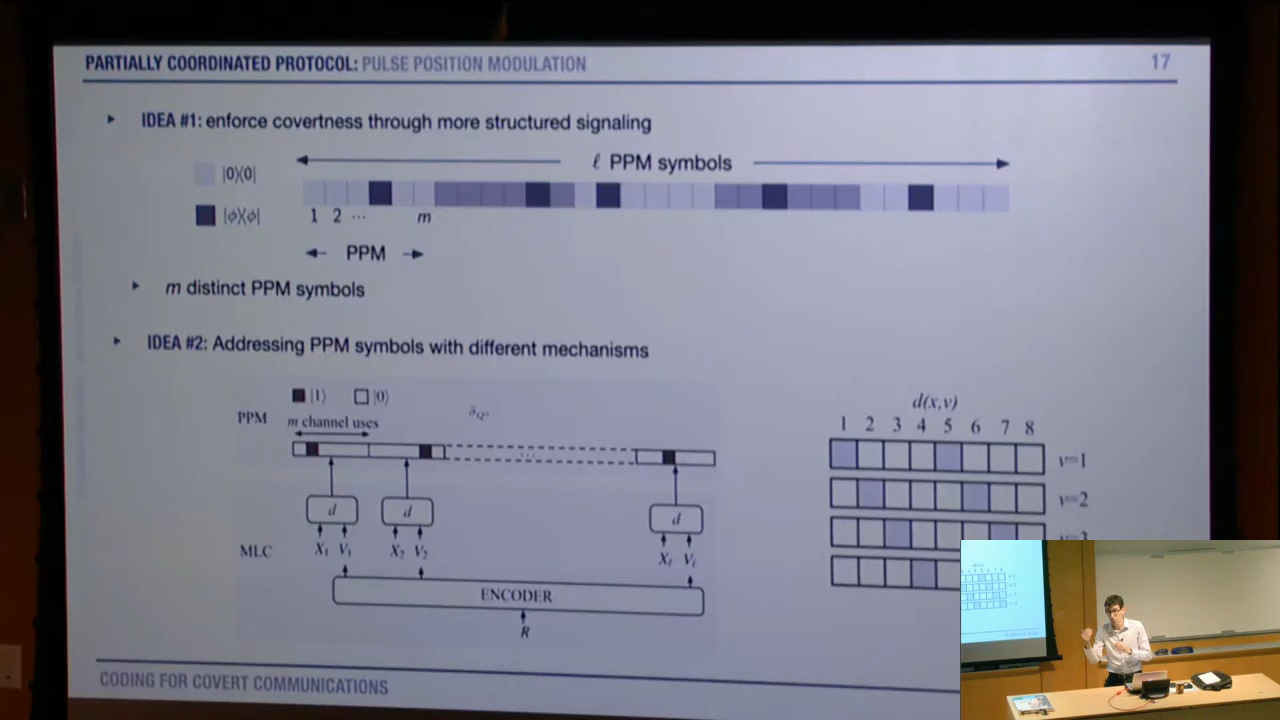 PARTIALLY COORDINATED PROTOCOL: PULSE POSITION MODULATION 17
IDEA #1: enforce covertness through more structured signaling
ℓ PPM symbols
|0⟩⟨0|
|ϕ⟩⟨ϕ|
1 2 ··· m
PPM
m distinct PPM symbols
IDEA #2: Addressing PPM symbols with different mechanisms
|1⟩ |0⟩
PPM
m channel uses
d(x,v)
1 2 3 4 5 6 7 8
v=1
v=2
...
d d d
X₁ V₁ X₂ V₂ Xℓ Vℓ
MLC
ENCODER
R
CODING FOR COVERT COMMUNICATIONS